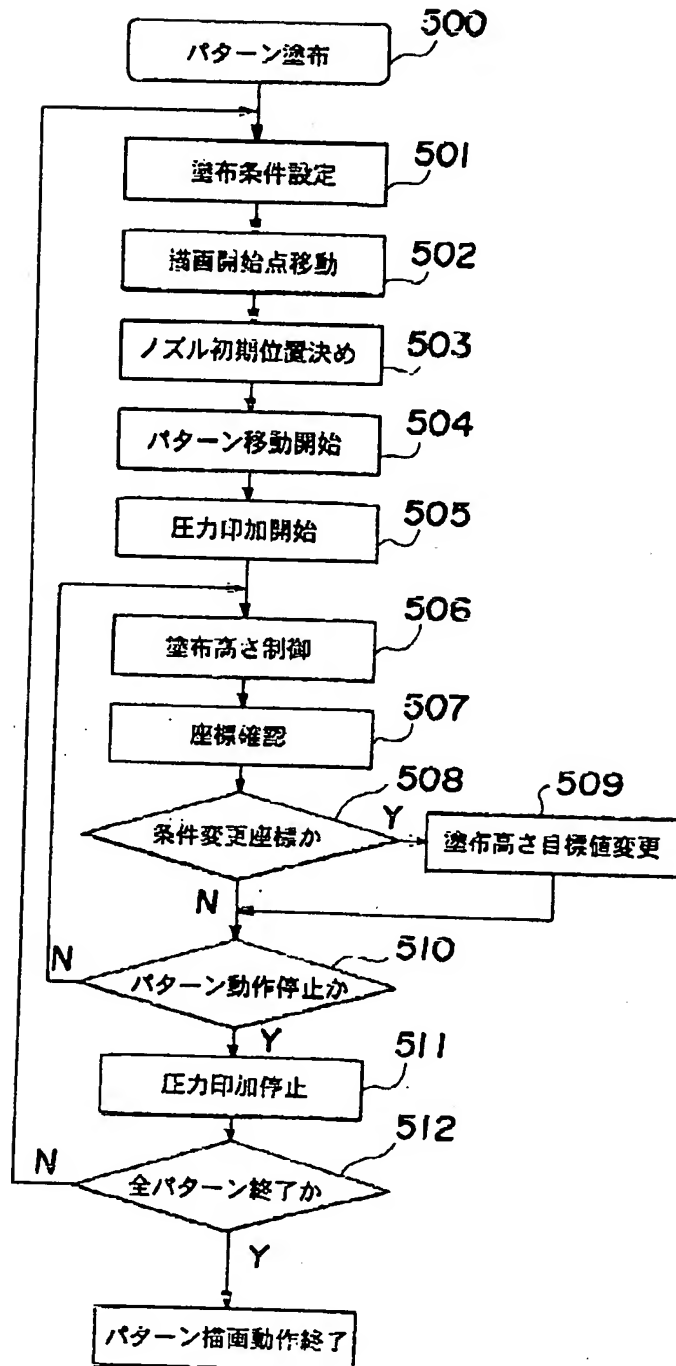 500
パターン塗布
501
塗布条件設定
502
描画開始点移動
503
ノズル初期位置決め
504
パターン移動開始
505
圧力印加開始
506
塗布高さ制御
507
座標確認
508
条件変更座標か
Y
509
塗布高さ目標値変更
N
510
パターン動作停止か
N
Y
511
圧力印加停止
512
全パターン終了か
N
Y
パターン描画動作終了